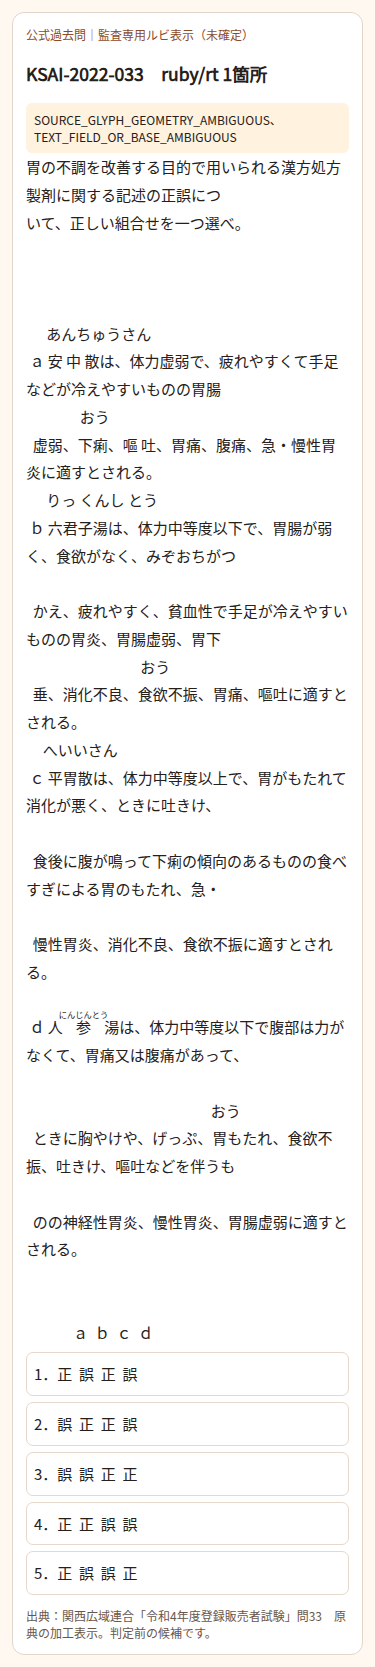 公式過去問｜監査専用ルビ表示（未確定）
KSAI-2022-033　ruby/rt 1箇所
SOURCE_GLYPH_GEOMETRY_AMBIGUOUS、
TEXT_FIELD_OR_BASE_AMBIGUOUS
胃の不調を改善する目的で用いられる漢方処方
製剤に関する記述の正誤につ
いて、正しい組合せを一つ選べ。
あんちゅうさん
ａ 安 中 散は、体力虚弱で、疲れやすくて手足
などが冷えやすいものの胃腸
おう
虚弱、下痢、嘔 吐、胃痛、腹痛、急・慢性胃
炎に適すとされる。
りっ くんし とう
ｂ 六君子湯は、体力中等度以下で、胃腸が弱
く、食欲がなく、みぞおちがつ
かえ、疲れやすく、貧血性で手足が冷えやすい
ものの胃炎、胃腸虚弱、胃下
おう
垂、消化不良、食欲不振、胃痛、嘔吐に適すと
される。
へいいさん
ｃ 平胃散は、体力中等度以上で、胃がもたれて
消化が悪く、ときに吐きけ、
食後に腹が鳴って下痢の傾向のあるものの食べ
すぎによる胃のもたれ、急・
慢性胃炎、消化不良、食欲不振に適すとされ
る。
にんじんとう
ｄ 人　参　湯は、体力中等度以下で腹部は力が
なくて、胃痛又は腹痛があって、
おう
ときに胸やけや、げっぷ、胃もたれ、食欲不
振、吐きけ、嘔吐などを伴うも
のの神経性胃炎、慢性胃炎、胃腸虚弱に適すと
される。
ａ ｂ ｃ ｄ
1. 正 誤 正 誤
2. 誤 正 正 誤
3. 誤 誤 正 正
4. 正 正 誤 誤
5. 正 誤 誤 正
出典：関西広域連合「令和4年度登録販売者試験」問33　原
典の加工表示。判定前の候補です。